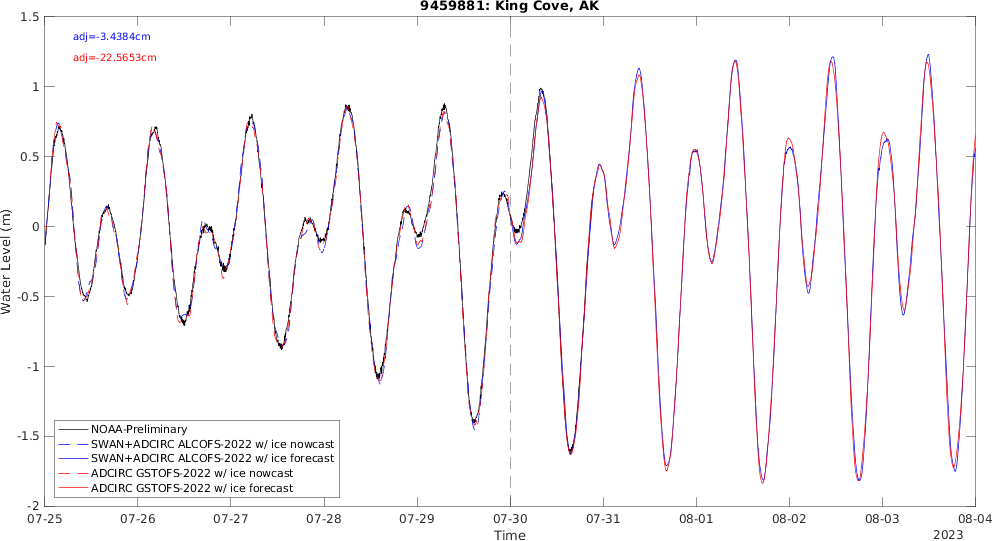 9459881: King Cove, AK
adj=-3.4384cm
adj=-22.5653cm
Water Level (m)
1.5
1
0.5
0
-0.5
-1
-1.5
-2
NOAA-Preliminary
SWAN+ADCIRC ALCOFS-2022 w/ ice nowcast
SWAN+ADCIRC ALCOFS-2022 w/ ice forecast
ADCIRC GSTOFS-2022 w/ ice nowcast
ADCIRC GSTOFS-2022 w/ ice forecast
07-25 07-26 07-27 07-28 07-29 07-30 07-31 08-01 08-02 08-03 08-04
Time
2023